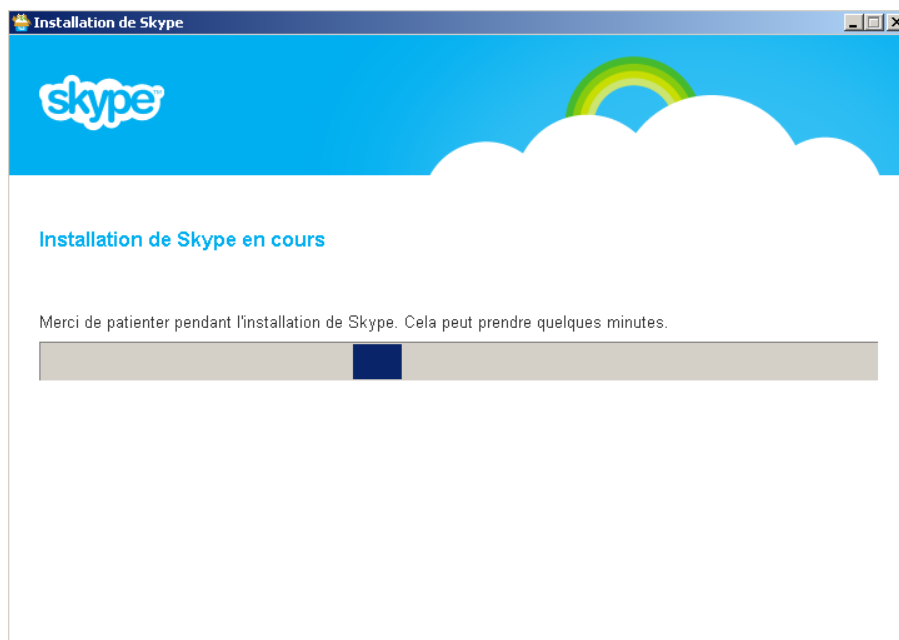 Installation de Skype
skype™
Installation de Skype en cours
Merci de patienter pendant l'installation de Skype. Cela peut prendre quelques minutes.